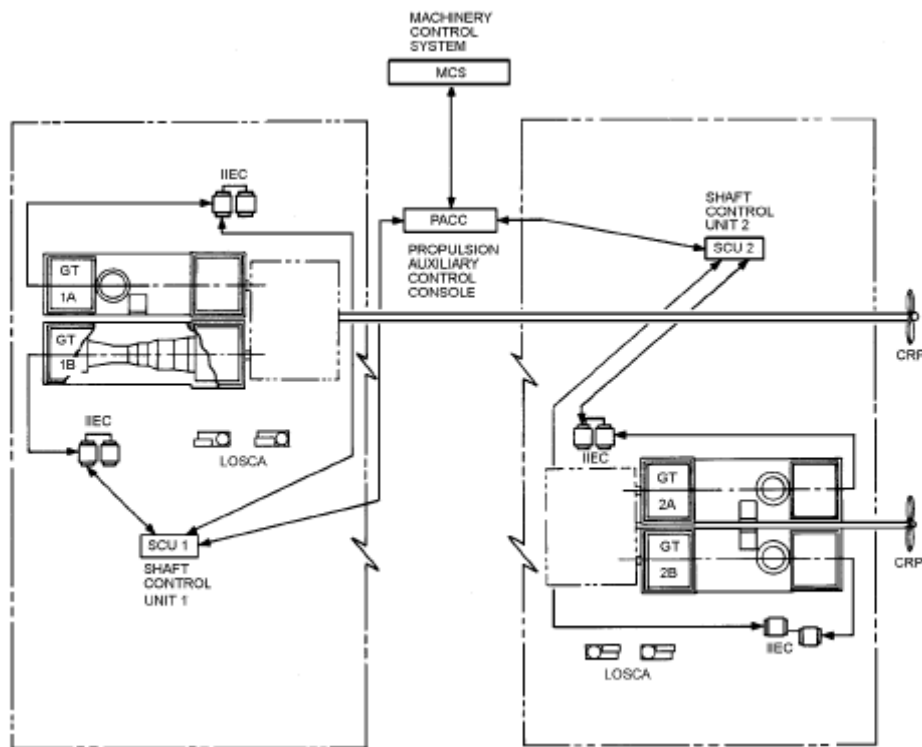 MACHINERY
CONTROL
SYSTEM
MCS
IIEC
PACC
PROPULSION
AUXILIARY
CONTROL
CONSOLE
SHAFT
CONTROL
UNIT 2
SCU 2
GT
1A
GT
1B
CRP
IIEC
LOSCA
IIEC
SCU 1
SHAFT
CONTROL
UNIT 1
GT
2A
GT
2B
CRP
IIEC
LOSCA